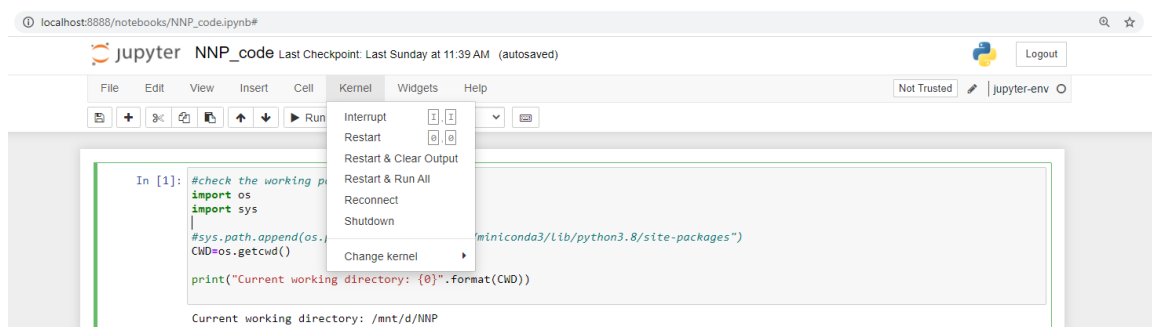 localhost:8888/notebooks/NNP_code.ipynb#
jupyter NNP_code Last Checkpoint: Last Sunday at 11:39 AM (autosaved)
Logout
File Edit View Insert Cell Kernel Widgets Help
Not Trusted
jupyter-env
Run
Interrupt I,I
Restart 0,0
Restart & Clear Output
Restart & Run All
Reconnect
Shutdown
Change kernel
In [1]: #check the working
import os
import sys
#sys.path.append(os. /miniconda3/lib/python3.8/site-packages")
CWD=os.getcwd()
print("Current working directory: {0}".format(CWD))
Current working directory: /mnt/d/NNP